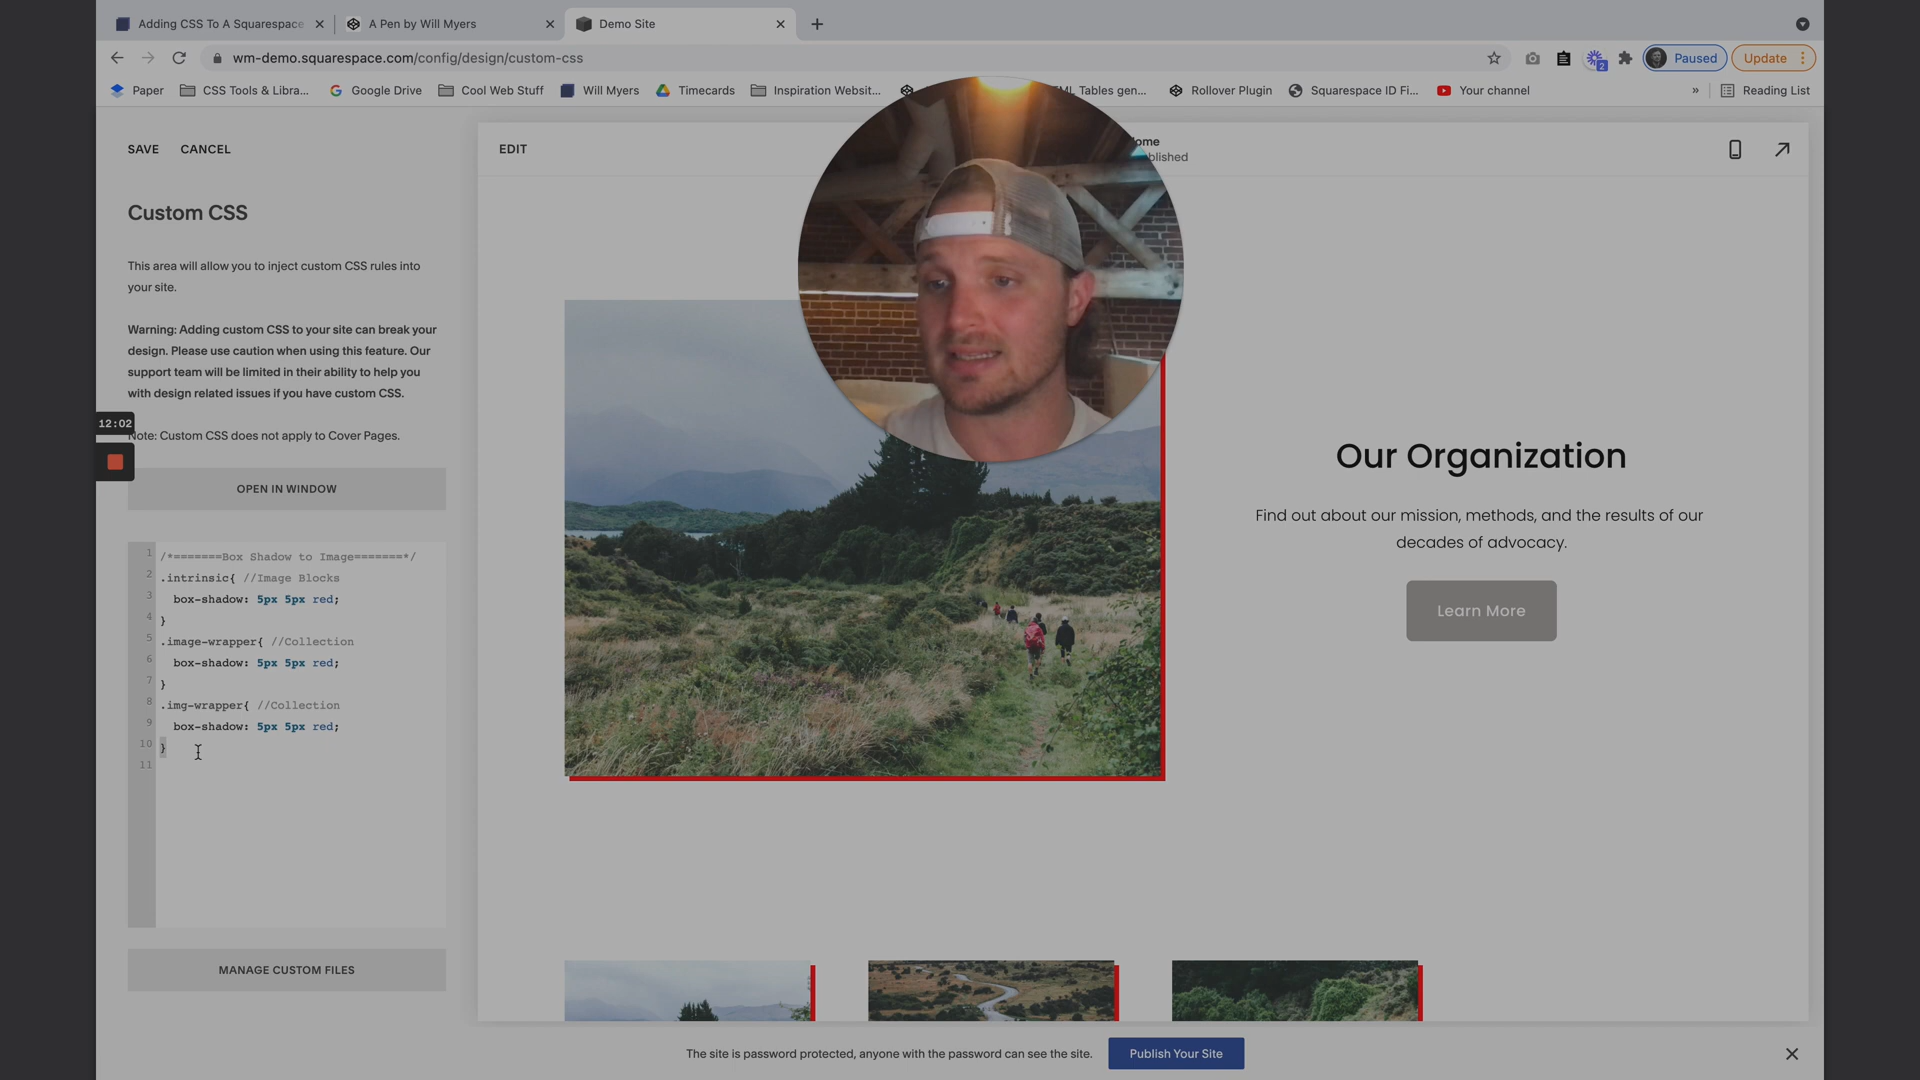 Adding CSS To A Squarespace
A Pen by Will Myers
Demo Site
wm-demo.squarespace.com/config/design/custom-css
2
Paused
Update
Paper
CSS Tools & Libra...
Google Drive
Cool Web Stuff
Will Myers
Timecards
Inspiration Websit...
HTML Tables gen...
Rollover Plugin
Squarespace ID Fi...
Your channel
»
Reading List
SAVE
CANCEL
EDIT
ome
blished
Custom CSS
This area will allow you to inject custom CSS rules into
your site.
Warning: Adding custom CSS to your site can break your
design. Please use caution when using this feature. Our
support team will be limited in their ability to help you
with design related issues if you have custom CSS.
12:02
Note: Custom CSS does not apply to Cover Pages.
OPEN IN WINDOW
1 /*=======Box Shadow to Image=======*/
2 .intrinsic{ //Image Blocks
3 box-shadow: 5px 5px red;
4 }
5 .image-wrapper{ //Collection
6 box-shadow: 5px 5px red;
7 }
8 .img-wrapper{ //Collection
9 box-shadow: 5px 5px red;
10 }
11
MANAGE CUSTOM FILES
Our Organization
Find out about our mission, methods, and the results of our
decades of advocacy.
Learn More
The site is password protected, anyone with the password can see the site.
Publish Your Site